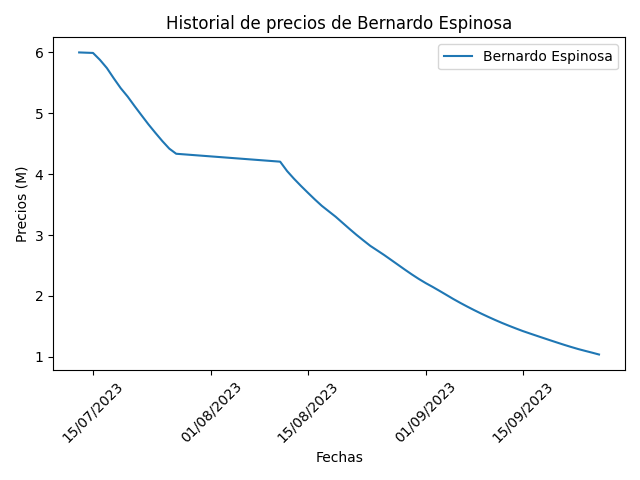 Historial de precios de Bernardo Espinosa
Bernardo Espinosa
Precios (M)
6
5
4
3
2
1
15/07/2023
01/08/2023
15/08/2023
01/09/2023
15/09/2023
Fechas